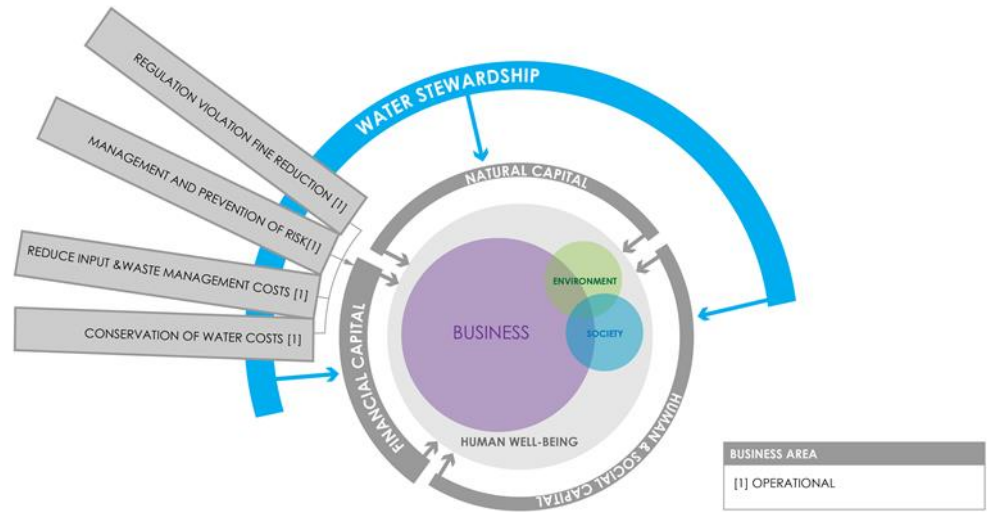 REGULATION VIOLATION FINE REDUCTION [1]
MANAGEMENT AND PREVENTION OF RISK[1]
REDUCE INPUT &WASTE MANAGEMENT COSTS [1]
CONSERVATION OF WATER COSTS [1]
WATER STEWARDSHIP
NATURAL CAPITAL
FINANCIAL CAPITAL
HUMAN & SOCIAL CAPITAL
ENVIRONMENT
BUSINESS
SOCIETY
HUMAN WELL-BEING
BUSINESS AREA
[1] OPERATIONAL